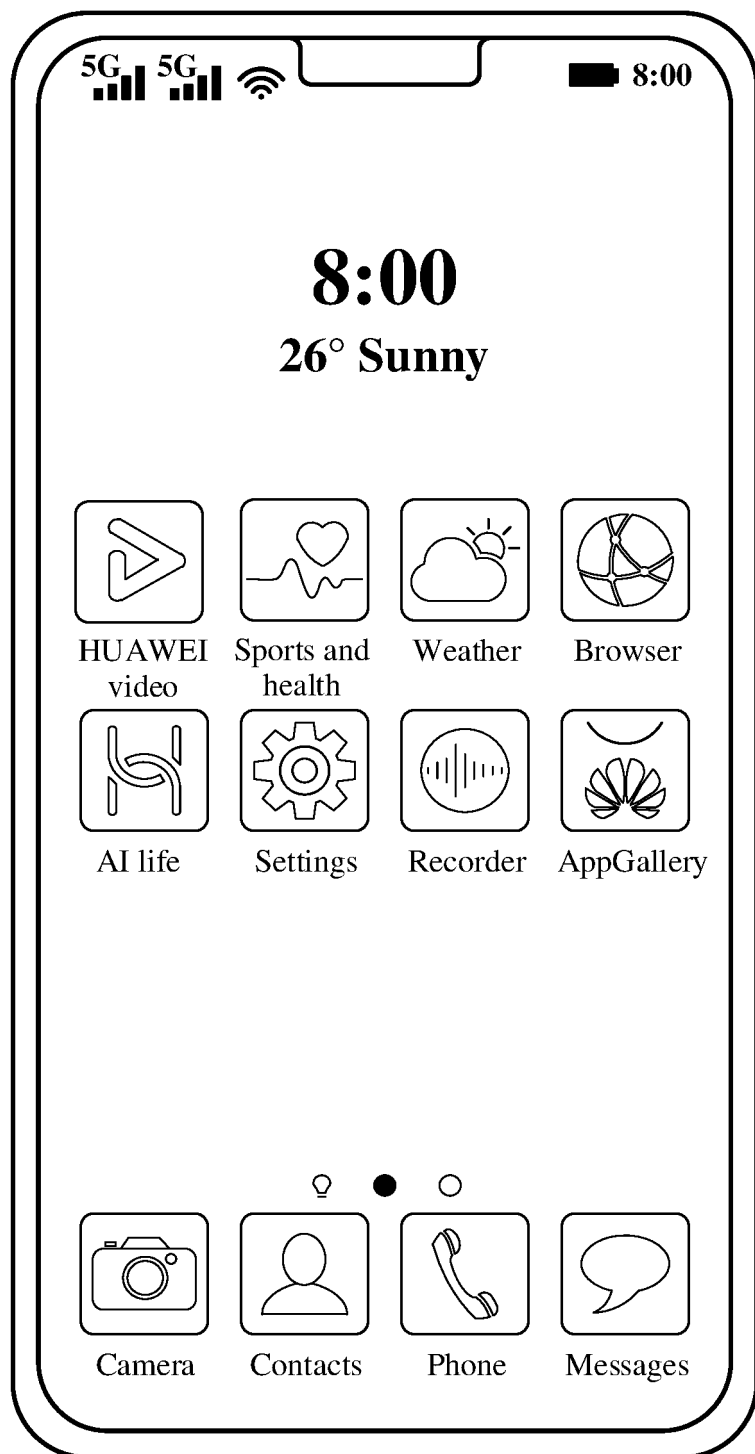 5G 5G 8:00
8:00
26° Sunny
HUAWEI video
Sports and health
Weather
Browser
AI life
Settings
Recorder
AppGallery
Camera
Contacts
Phone
Messages